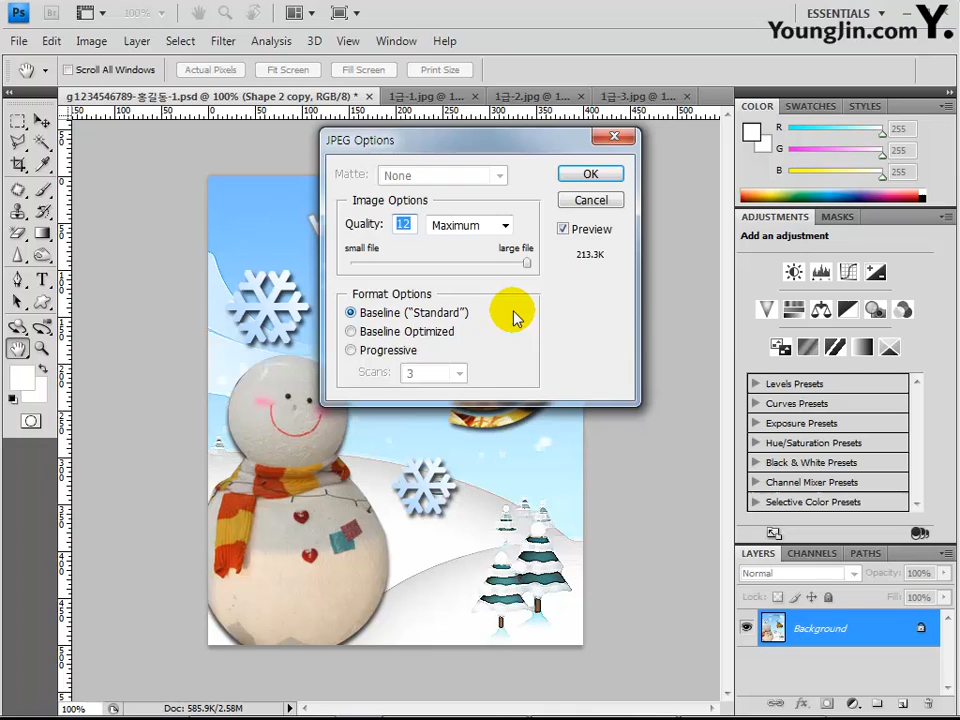 Ps
Br
100%
ESSENTIALS
YoungJin.com Y.
File Edit Image Layer Select Filter Analysis 3D View Window Help
Scroll All Windows Actual Pixels Fit Screen Fill Screen Print Size
g1234546789-홍길동-1.psd @ 100% (Shape 2 copy, RGB/8) * × 1급-1.jpg @ 1... × 1급-2.jpg @ 1... × 1급-3.jpg @ 1... ×
COLOR SWATCHES STYLES
R 255
G 255
B 255
JPEG Options
Matte: None
OK
Cancel
Preview
213.3K
Image Options
Quality: 12 Maximum
small file large file
Format Options
Baseline ("Standard")
Baseline Optimized
Progressive
Scans: 3
ADJUSTMENTS MASKS
Add an adjustment
Levels Presets
Curves Presets
Exposure Presets
Hue/Saturation Presets
Black & White Presets
Channel Mixer Presets
Selective Color Presets
LAYERS CHANNELS PATHS
Normal Opacity: 100%
Lock: Fill: 100%
Background
100% Doc: 585.9K/2.58M